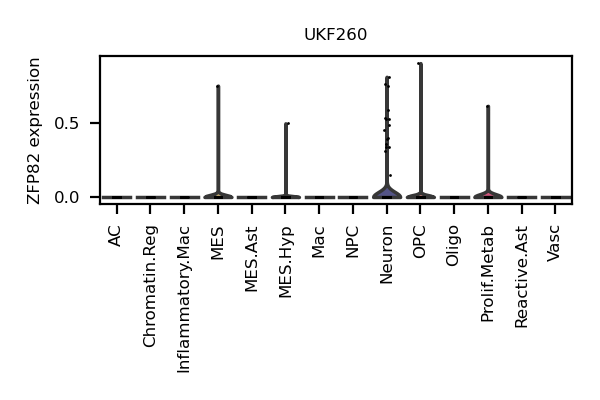 UKF260
ZFP82 expression
0.5
0.0
AC
Chromatin.Reg
Inflammatory.Mac
MES
MES.Ast
MES.Hyp
Mac
NPC
Neuron
OPC
Oligo
Prolif.Metab
Reactive.Ast
Vasc